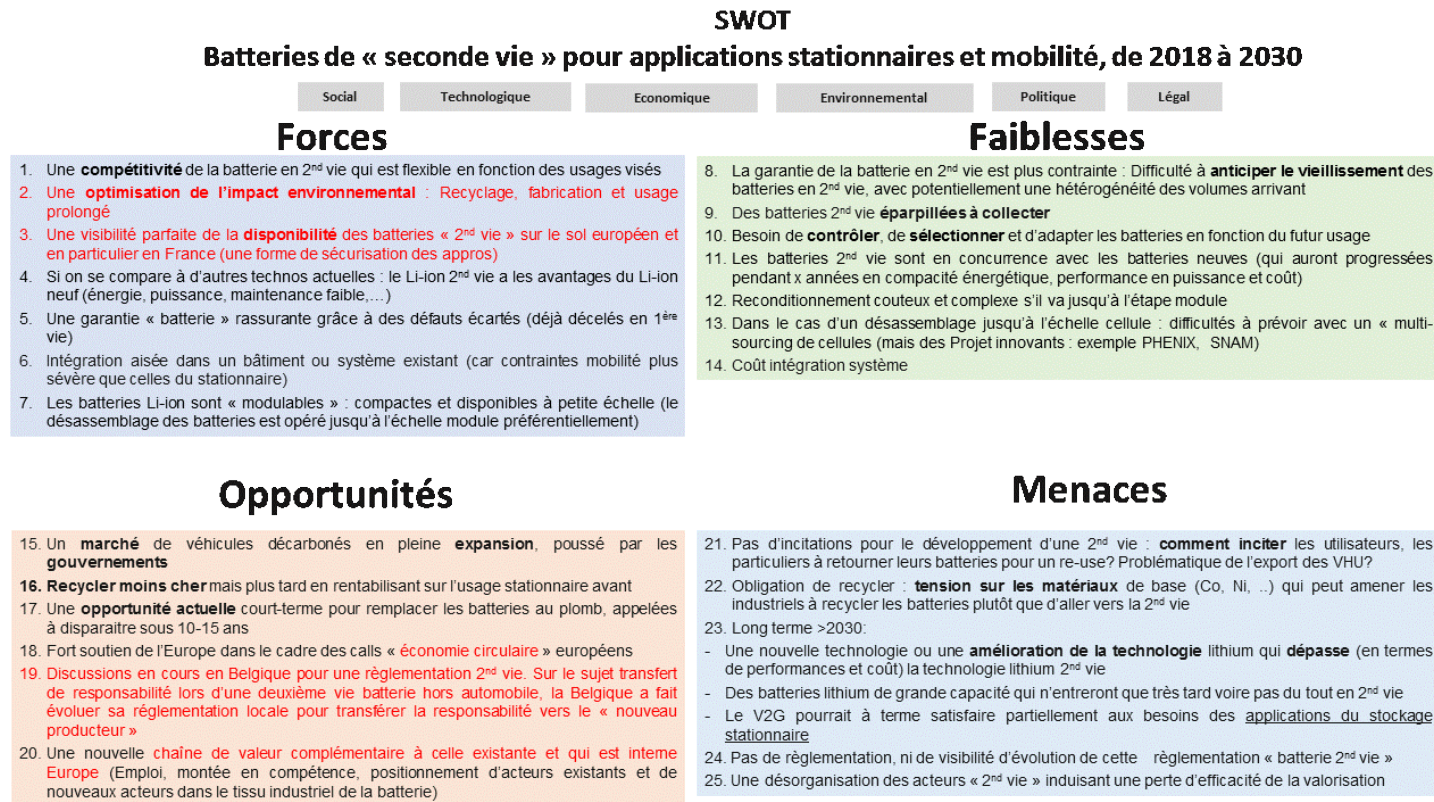 SWOT
Batteries de « seconde vie » pour applications stationnaires et mobilité, de 2018 à 2030
Social
Technologique
Economique
Environnemental
Politique
Légal
Forces
1. Une compétitivité de la batterie en 2nd vie qui est flexible en fonction des usages visés
2. Une optimisation de l'impact environnemental : Recyclage, fabrication et usage
prolongé
3. Une visibilité parfaite de la disponibilité des batteries « 2nd vie » sur le sol européen et
en particulier en France (une forme de sécurisation des appros)
4. Si on se compare à d'autres technos actuelles : le Li-ion 2nd vie a les avantages du Li-ion
neuf (énergie, puissance, maintenance faible,…)
5. Une garantie « batterie » rassurante grâce à des défauts écartés (déjà décelés en 1ère
vie)
6. Intégration aisée dans un bâtiment ou système existant (car contraintes mobilité plus
sévère que celles du stationnaire)
7. Les batteries Li-ion sont « modulables » : compactes et disponibles à petite échelle (le
désassemblage des batteries est opéré jusqu'à l'échelle module préférentiellement)
Faiblesses
8. La garantie de la batterie en 2nd vie est plus contrainte : Difficulté à anticiper le vieillissement des
batteries en 2nd vie, avec potentiellement une hétérogénéité des volumes arrivant
9. Des batteries 2nd vie éparpillées à collecter
10. Besoin de contrôler, de sélectionner et d'adapter les batteries en fonction du futur usage
11. Les batteries 2nd vie sont en concurrence avec les batteries neuves (qui auront progressées
pendant x années en compacité énergétique, performance en puissance et coût)
12. Reconditionnement couteux et complexe s'il va jusqu'à l'étape module
13. Dans le cas d'un désassemblage jusqu'à l'échelle cellule : difficultés à prévoir avec un « multi-
sourcing de cellules (mais des Projet innovants : exemple PHENIX, SNAM)
14. Coût intégration système
Opportunités
15. Un marché de véhicules décarbonés en pleine expansion, poussé par les
gouvernements
16. Recycler moins cher mais plus tard en rentabilisant sur l'usage stationnaire avant
17. Une opportunité actuelle court-terme pour remplacer les batteries au plomb, appelées
à disparaitre sous 10-15 ans
18. Fort soutien de l'Europe dans le cadre des calls « économie circulaire » européens
19. Discussions en cours en Belgique pour une règlementation 2nd vie. Sur le sujet transfert
de responsabilité lors d'une deuxième vie batterie hors automobile, la Belgique a fait
évoluer sa réglementation locale pour transférer la responsabilité vers le « nouveau
producteur »
20. Une nouvelle chaîne de valeur complémentaire à celle existante et qui est interne
Europe (Emploi, montée en compétence, positionnement d'acteurs existants et de
nouveaux acteurs dans le tissu industriel de la batterie)
Menaces
21. Pas d'incitations pour le développement d'une 2nd vie : comment inciter les utilisateurs, les
particuliers à retourner leurs batteries pour un re-use? Problématique de l'export des VHU?
22. Obligation de recycler : tension sur les matériaux de base (Co, Ni, ..) qui peut amener les
industriels à recycler les batteries plutôt que d'aller vers la 2nd vie
23. Long terme >2030:
- Une nouvelle technologie ou une amélioration de la technologie lithium qui dépasse (en termes
de performances et coût) la technologie lithium 2nd vie
- Des batteries lithium de grande capacité qui n'entreront que très tard voire pas du tout en 2nd vie
- Le V2G pourrait à terme satisfaire partiellement aux besoins des applications du stockage
stationnaire
24. Pas de règlementation, ni de visibilité d'évolution de cette règlementation « batterie 2nd vie »
25. Une désorganisation des acteurs « 2nd vie » induisant une perte d'efficacité de la valorisation